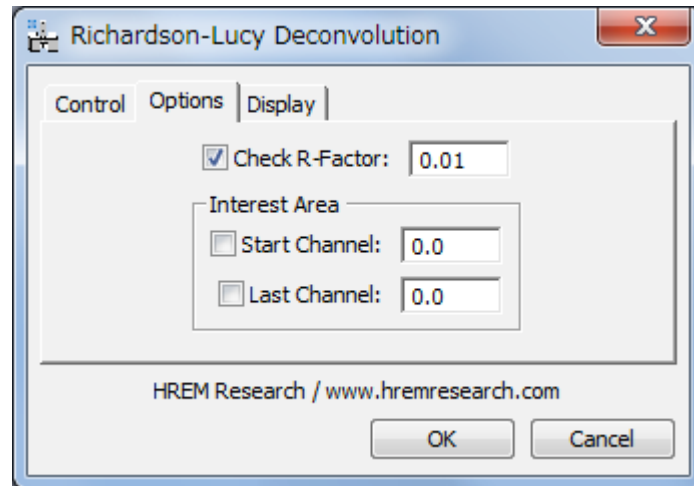 Richardson-Lucy Deconvolution
Control Options Display
Check R-Factor: 0.01
Interest Area
Start Channel: 0.0
Last Channel: 0.0
HREM Research / www.hremresearch.com
OK Cancel